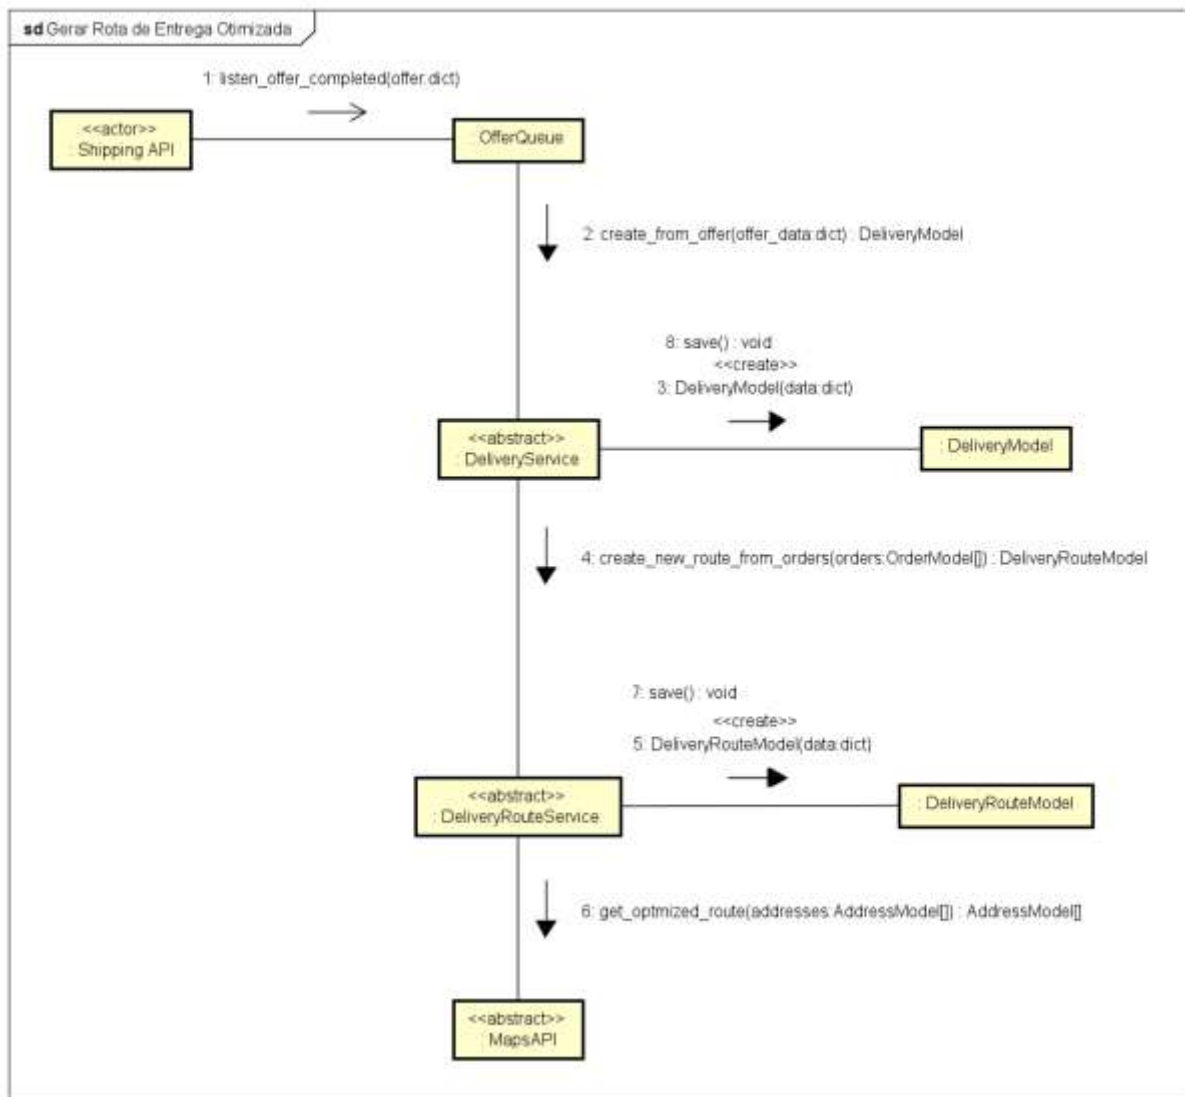 sd Gerar Rota de Entrega Otimizada
1: listen_offer_completed(offer:dict)
<<actor>>
: Shipping API
: OfferQueue
2: create_from_offer(offer_data:dict) : DeliveryModel
8: save() : void
<<create>>
3: DeliveryModel(data:dict)
<<abstract>>
: DeliveryService
: DeliveryModel
4: create_new_route_from_orders(orders:OrderModel[]) : DeliveryRouteModel
7: save() : void
<<create>>
5: DeliveryRouteModel(data:dict)
<<abstract>>
: DeliveryRouteService
: DeliveryRouteModel
6: get_optmized_route(addresses:AddressModel[]) : AddressModel[]
<<abstract>>
: MapsAPI